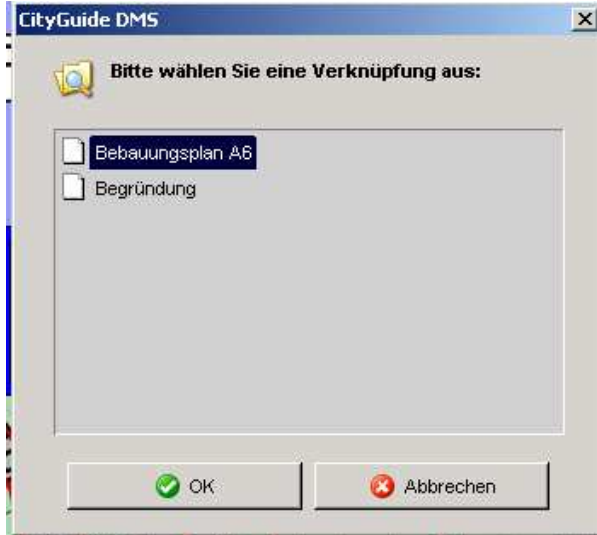 CityGuide DMS
Bitte wählen Sie eine Verknüpfung aus:
Bebauungsplan A6
Begründung
OK
Abbrechen